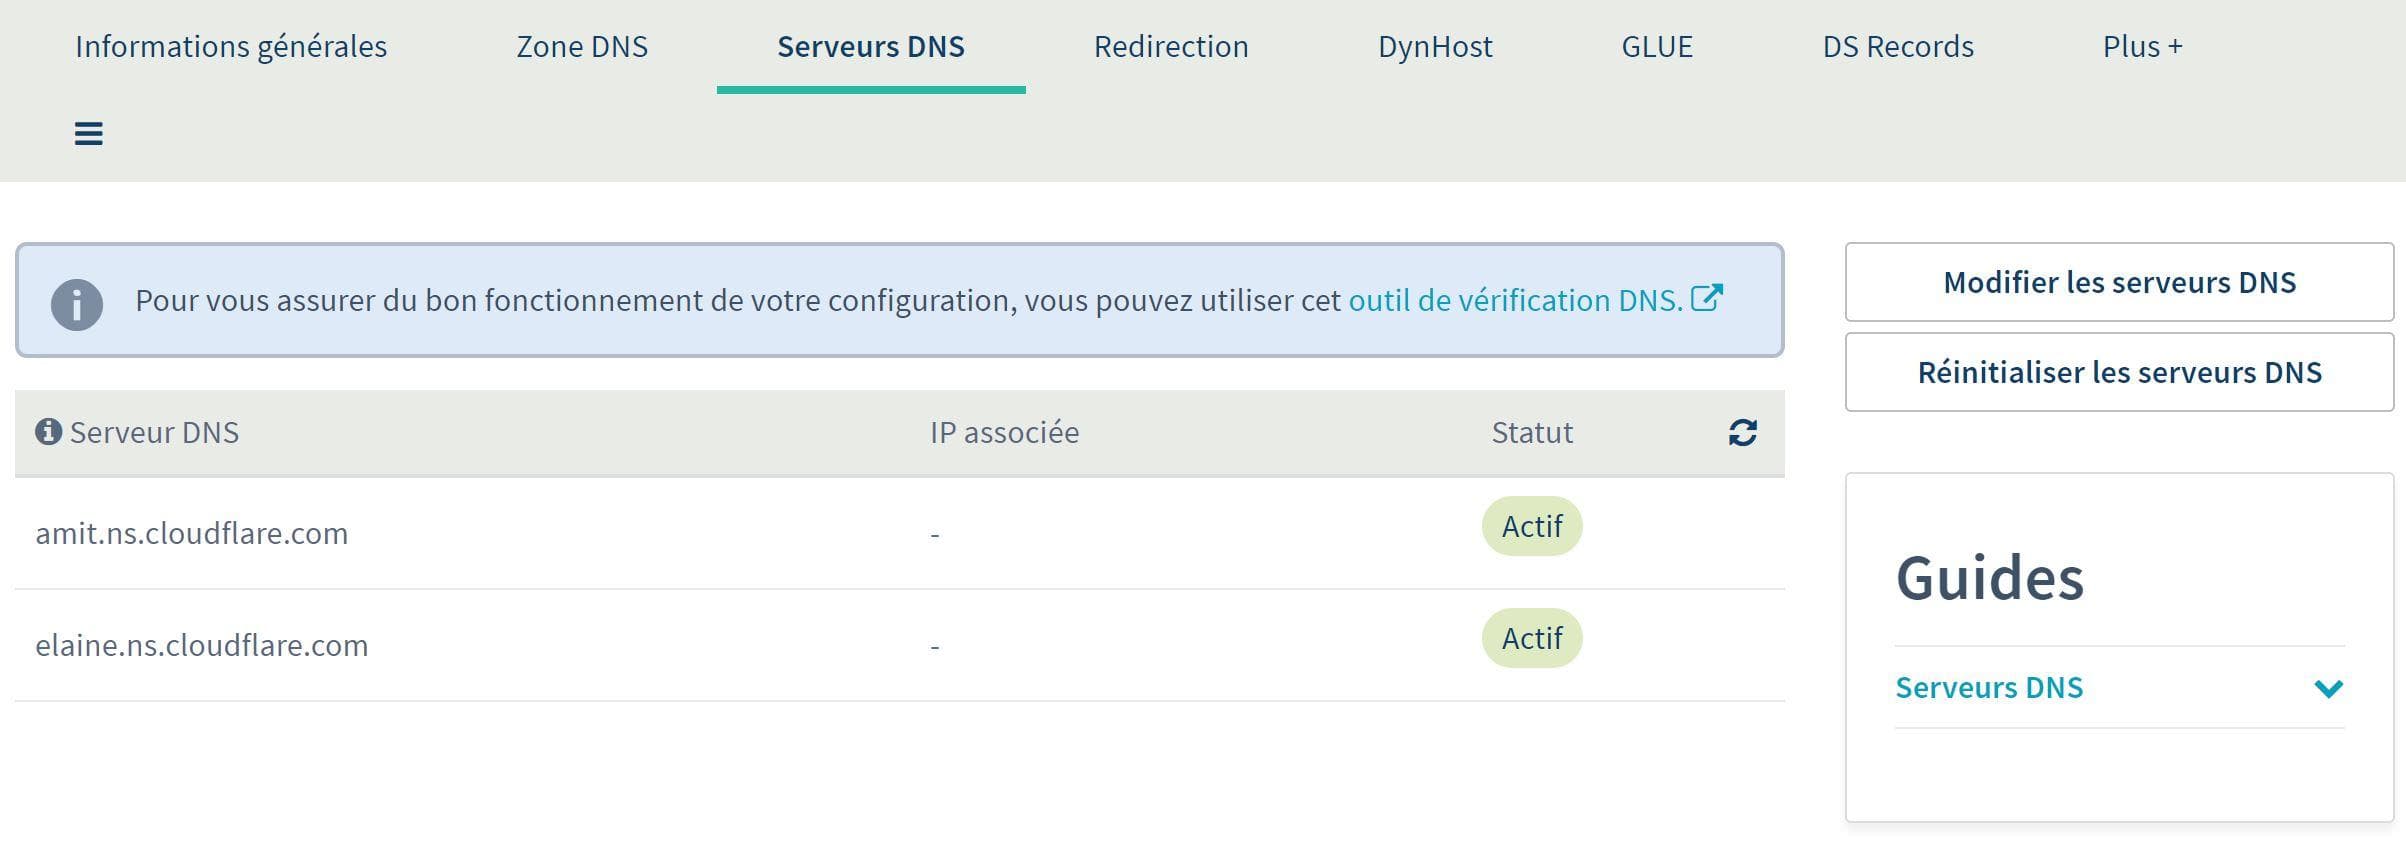 Informations générales
Zone DNS
Serveurs DNS
Redirection
DynHost
GLUE
DS Records
Plus +
Pour vous assurer du bon fonctionnement de votre configuration, vous pouvez utiliser cet outil de vérification DNS.
Modifier les serveurs DNS
Réinitialiser les serveurs DNS
Serveur DNS
IP associée
Statut
amit.ns.cloudflare.com
-
Actif
elaine.ns.cloudflare.com
-
Actif
Guides
Serveurs DNS